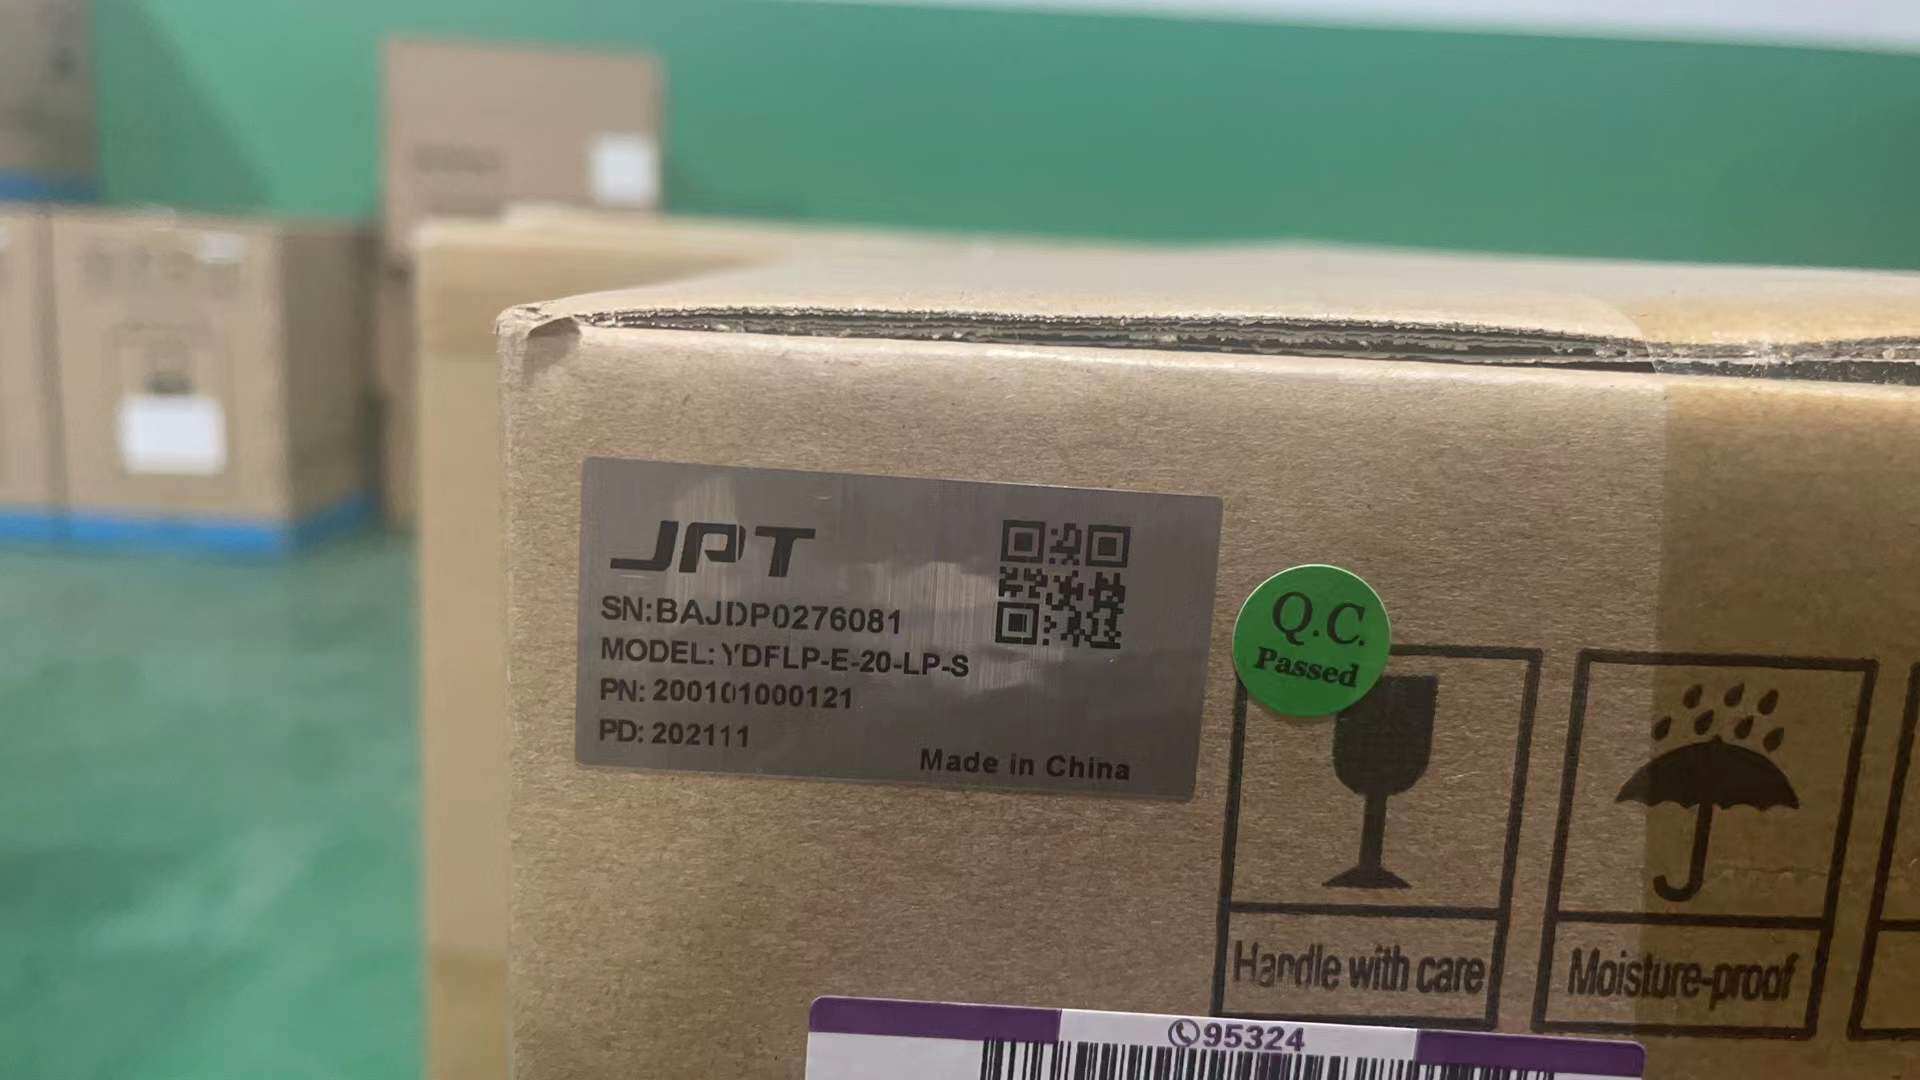 JPT
SN:BAJDP0276081
MODEL: YDFLP-E-20-LP-S
PN: 200101000121
PD: 202111
Made in China
Q.C.
Passed
Handle with care
Moisture-proof
95324